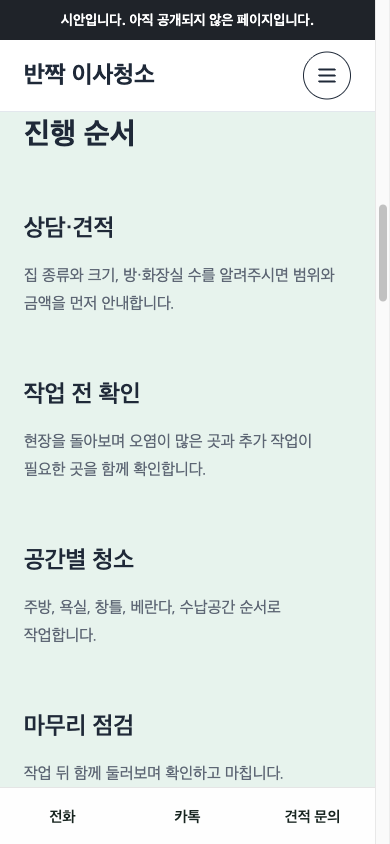 시안입니다. 아직 공개되지 않은 페이지입니다.
반짝 이사청소
진행 순서
상담·견적
집 종류와 크기, 방·화장실 수를 알려주시면 범위와
금액을 먼저 안내합니다.
작업 전 확인
현장을 돌아보며 오염이 많은 곳과 추가 작업이
필요한 곳을 함께 확인합니다.
공간별 청소
주방, 욕실, 창틀, 베란다, 수납공간 순서로
작업합니다.
마무리 점검
작업 뒤 함께 둘러보며 확인하고 마칩니다.
전화
카톡
견적 문의